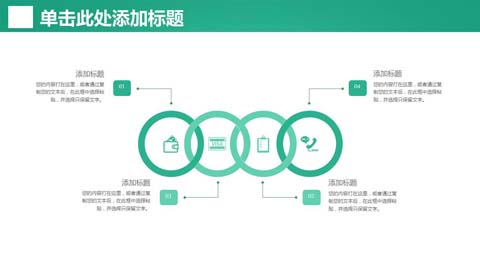 单击此处添加标题
添加标题
您的内容打在这里，或者通过复
制您的文本后，在此框中选择粘
贴，并选择只保留文字。
01
添加标题
您的内容打在这里，或者通过复
制您的文本后，在此框中选择粘
贴，并选择只保留文字。
04
VISA
添加标题
您的内容打在这里，或者通过复
制您的文本后，在此框中选择粘
贴，并选择只保留文字。
添加标题
您的内容打在这里，或者通过复
制您的文本后，在此框中选择粘
贴，并选择只保留文字。